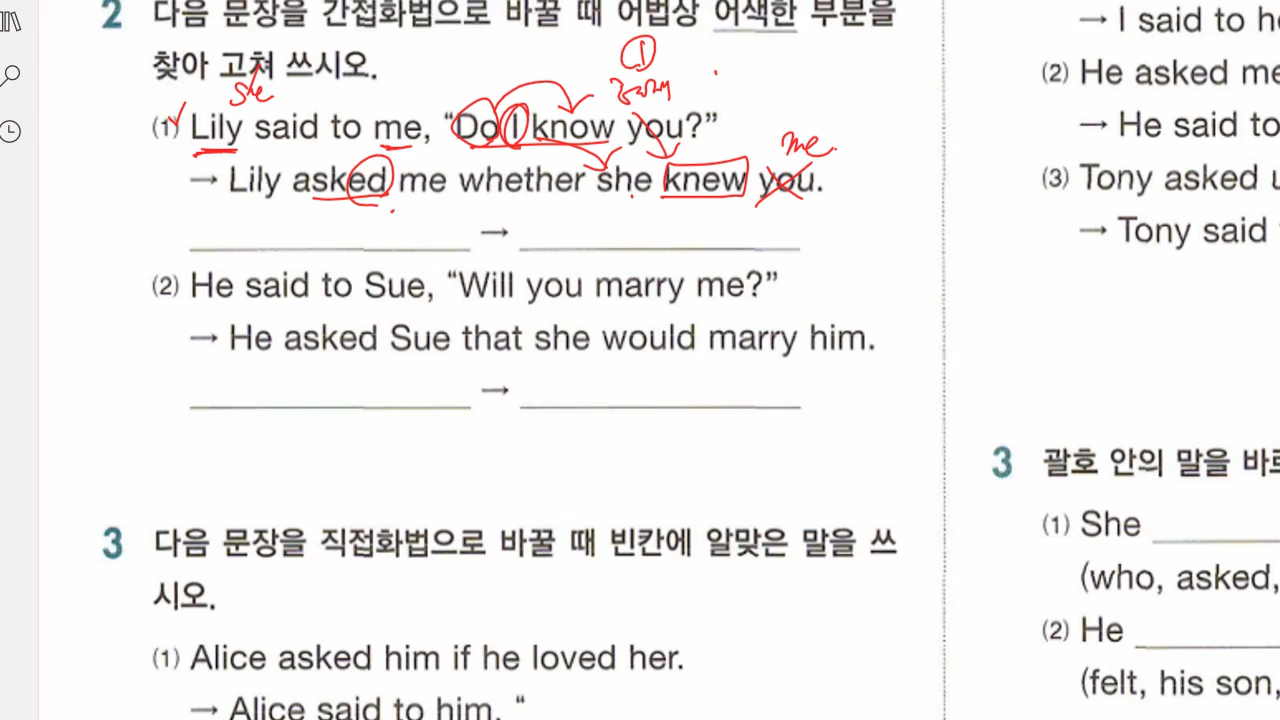 2 다음 문장을 간접화법으로 바꿀 때 어법상 어색한 부분을
찾아 고쳐 쓰시오.
she
①
(1) Lily said to me, “Do I know you?”
me.
→ Lily asked me whether she knew you.
→
(2) He said to Sue, “Will you marry me?”
→ He asked Sue that she would marry him.
→
3 다음 문장을 직접화법으로 바꿀 때 빈칸에 알맞은 말을 쓰
시오.
(1) Alice asked him if he loved her.
→ Alice said to him, “
→ I said to he
(2) He asked me
→ He said to
(3) Tony asked u
→ Tony said
3 괄호 안의 말을 바르
(1) She
(who, asked,
(2) He
(felt, his son,